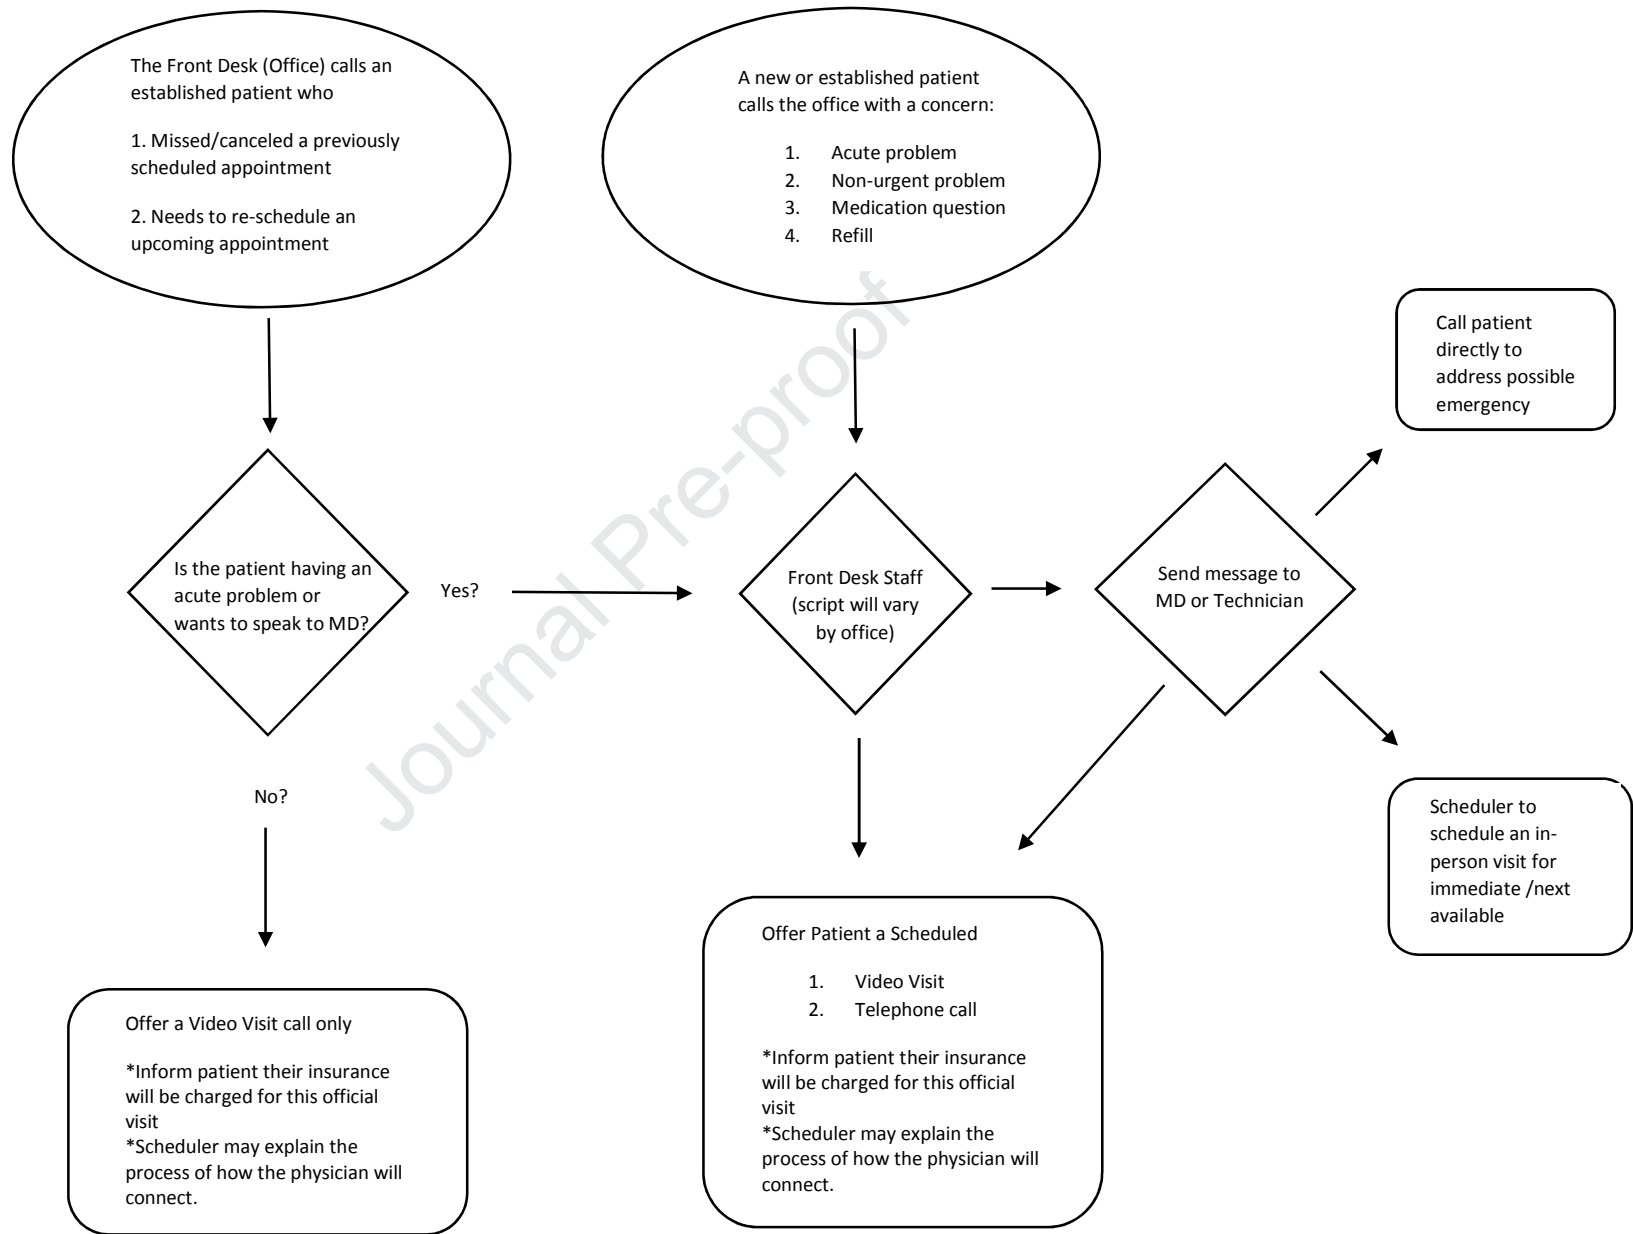 The Front Desk (Office) calls an
established patient who
1. Missed/canceled a previously
scheduled appointment
2. Needs to re-schedule an
upcoming appointment
A new or established patient
calls the office with a concern:
1. Acute problem
2. Non-urgent problem
3. Medication question
4. Refill
Call patient
directly to
address possible
emergency
Is the patient having an
acute problem or
wants to speak to MD?
Yes?
Front Desk Staff
(script will vary
by office)
Send message to
MD or Technician
No?
Scheduler to
schedule an in-
person visit for
immediate /next
available
Offer a Video Visit call only
*Inform patient their insurance
will be charged for this official
visit
*Scheduler may explain the
process of how the physician will
connect.
Offer Patient a Scheduled
1. Video Visit
2. Telephone call
*Inform patient their insurance
will be charged for this official
visit
*Scheduler may explain the
process of how the physician will
connect.
Journal Pre-proof